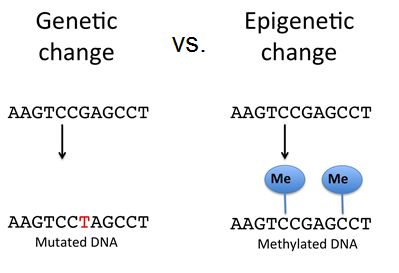 Genetic
change
vs.
Epigenetic
change
AAGTCCGAGCCT
AAGTCCGAGCCT
Me
Me
AAGTCCTAGCCT
AAGTCCGAGCCT
Mutated DNA
Methylated DNA